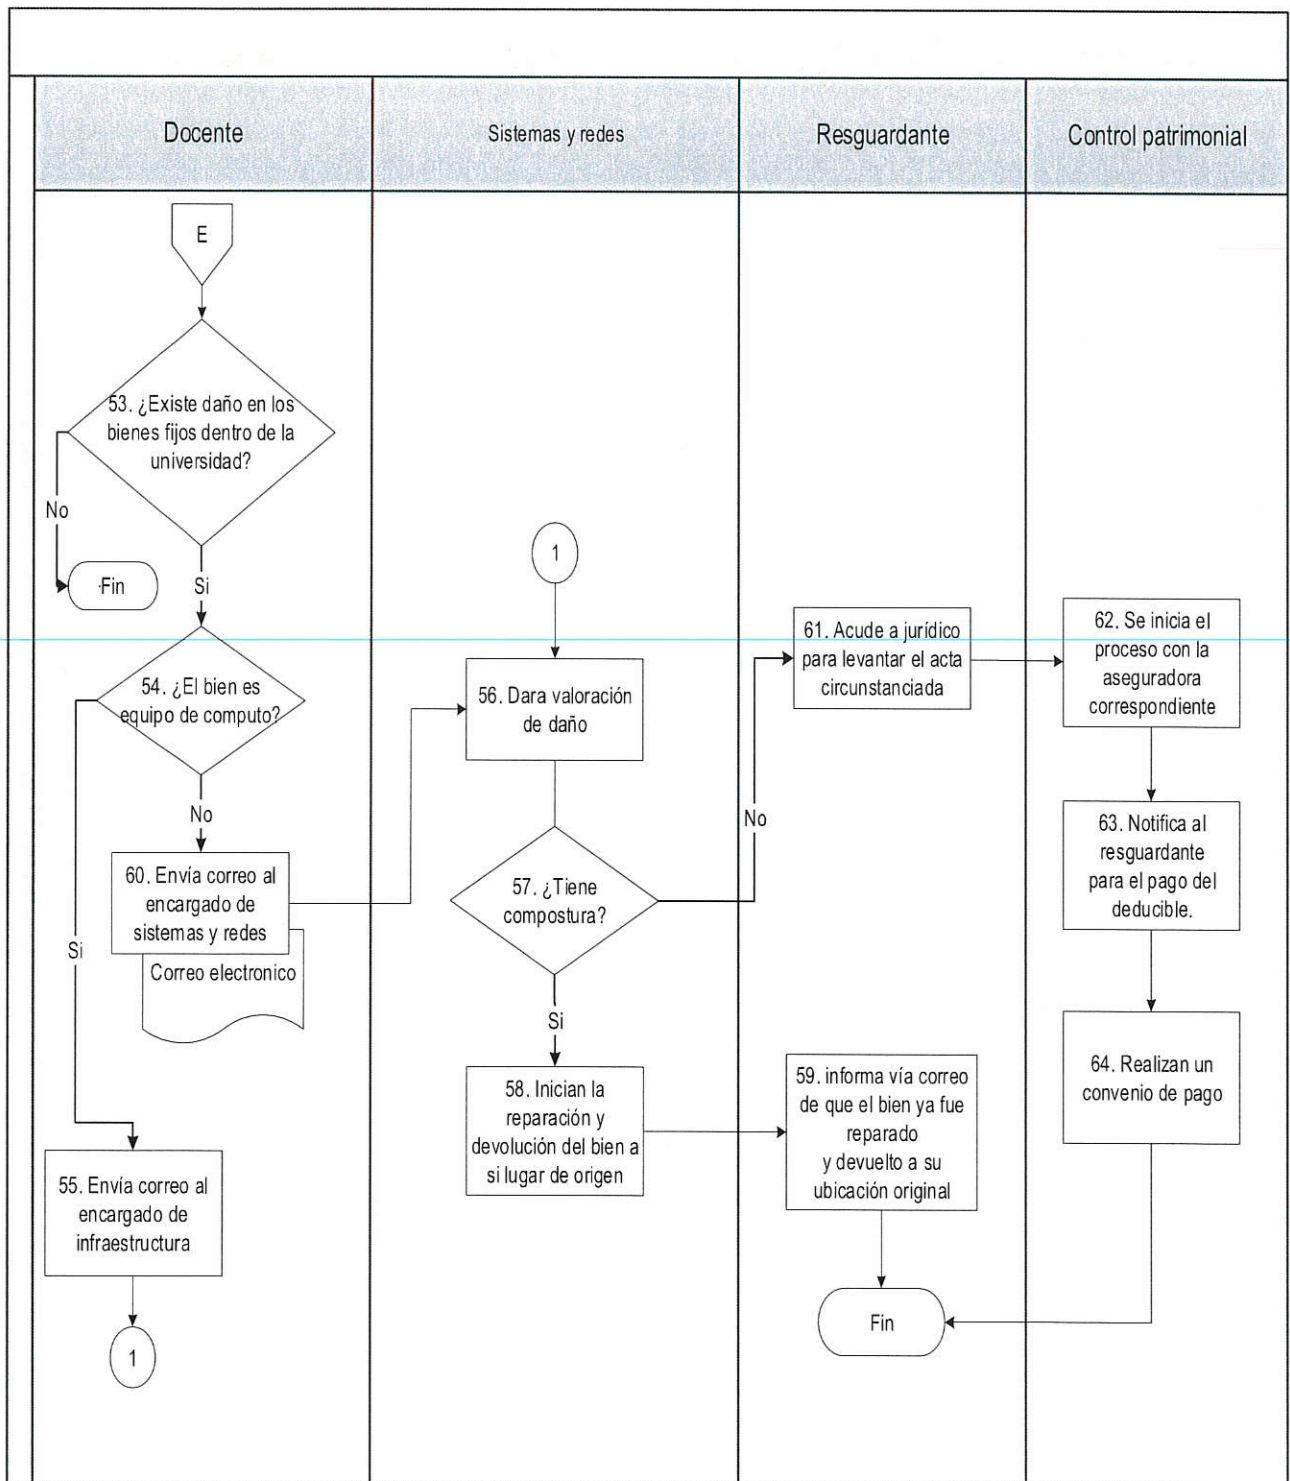 Docente
Sistemas y redes
Resguardante
Control patrimonial
E
53. ¿Existe daño en los
bienes fijos dentro de la
universidad?
No
Fin
Si
54. ¿El bien es
equipo de computo?
No
Si
60. Envía correo al
encargado de
sistemas y redes
Correo electronico
55. Envía correo al
encargado de
infraestructura
1
1
56. Dara valoración
de daño
57. ¿Tiene
compostura?
No
Si
58. Inician la
reparación y
devolución del bien a
si lugar de origen
61. Acude a jurídico
para levantar el acta
circunstanciada
59. informa vía correo
de que el bien ya fue
reparado
y devuelto a su
ubicación original
Fin
62. Se inicia el
proceso con la
aseguradora
correspondiente
63. Notifica al
resguardante
para el pago del
deducible.
64. Realizan un
convenio de pago